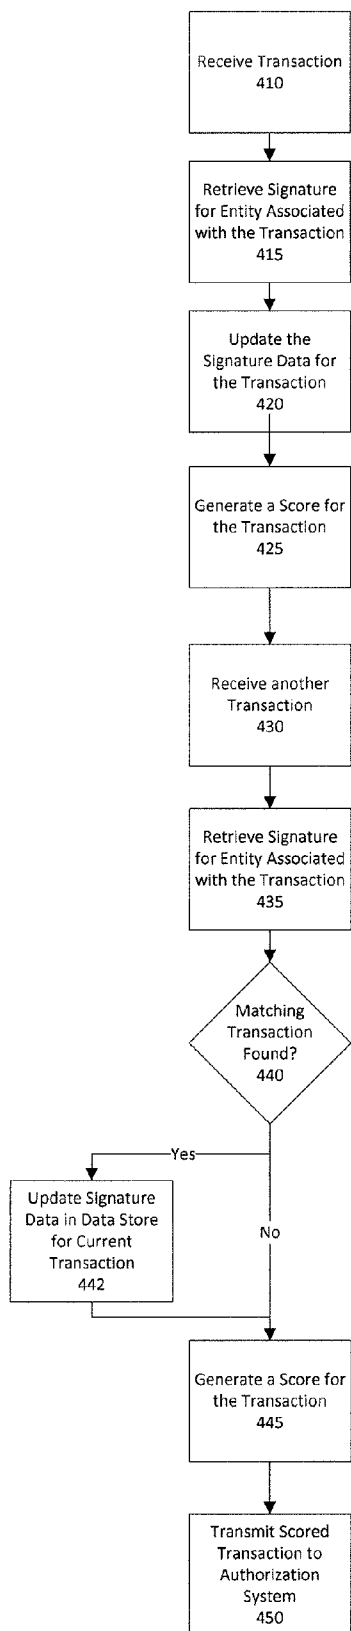 Receive Transaction
410
Retrieve Signature
for Entity Associated
with the Transaction
415
Update the
Signature Data for
the Transaction
420
Generate a Score for
the Transaction
425
Receive another
Transaction
430
Retrieve Signature
for Entity Associated
with the Transaction
435
Matching
Transaction
Found?
440
Yes
Update Signature
Data in Data Store
for Current
Transaction
442
No
Generate a Score for
the Transaction
445
Transmit Scored
Transaction to
Authorization
System
450